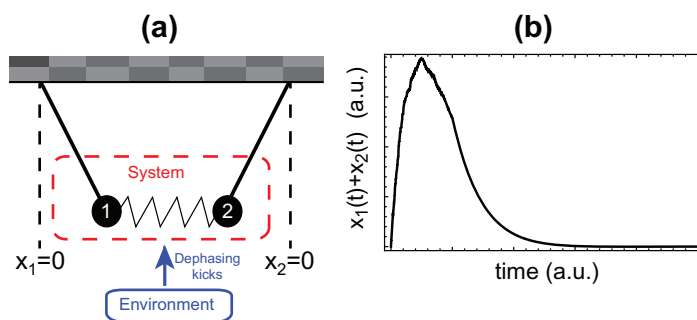 (a)
System
1
2
x₁=0
Dephasing
kicks
x₂=0
Environment
(b)
x₁(t)+x₂(t) (a.u.)
time (a.u.)